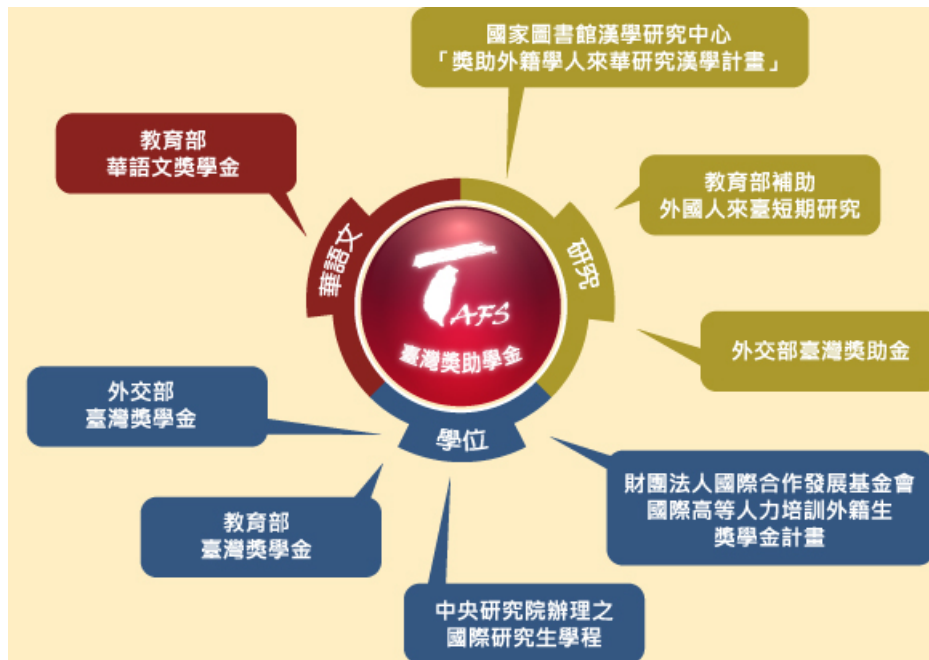 國家圖書館漢學研究中心
「獎助外籍學人來華研究漢學計畫」
教育部
華語文獎學金
教育部補助
外國人來臺短期研究
華語文
研究
TAFS
臺灣獎助學金
外交部臺灣獎助金
外交部
臺灣獎學金
學位
財團法人國際合作發展基金會
國際高等人力培訓外籍生
獎學金計畫
教育部
臺灣獎學金
中央研究院辦理之
國際研究生學程